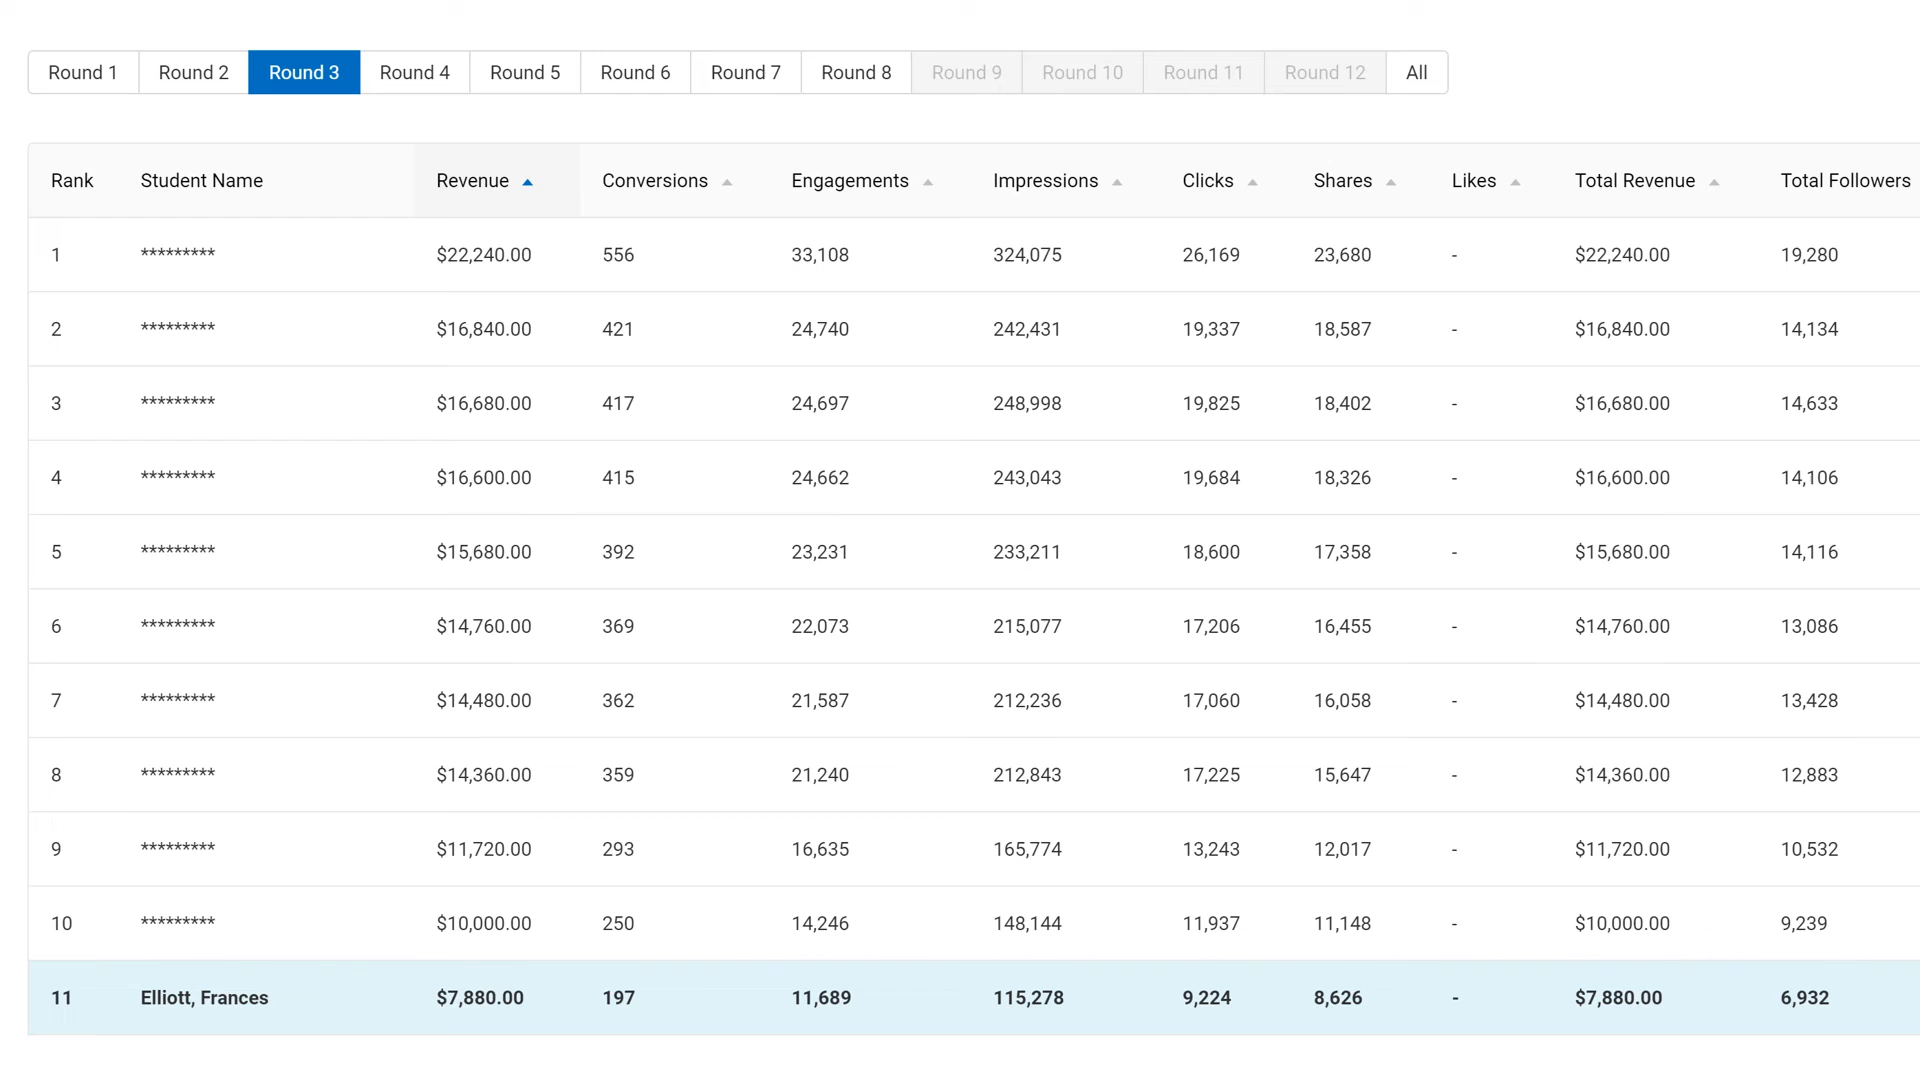 Round 1 Round 2 Round 3 Round 4 Round 5 Round 6 Round 7 Round 8 Round 9 Round 10 Round 11 Round 12 All
Rank Student Name Revenue Conversions Engagements Impressions Clicks Shares Likes Total Revenue Total Followers
1 ********* $22,240.00 556 33,108 324,075 26,169 23,680 - $22,240.00 19,280
2 ********* $16,840.00 421 24,740 242,431 19,337 18,587 - $16,840.00 14,134
3 ********* $16,680.00 417 24,697 248,998 19,825 18,402 - $16,680.00 14,633
4 ********* $16,600.00 415 24,662 243,043 19,684 18,326 - $16,600.00 14,106
5 ********* $15,680.00 392 23,231 233,211 18,600 17,358 - $15,680.00 14,116
6 ********* $14,760.00 369 22,073 215,077 17,206 16,455 - $14,760.00 13,086
7 ********* $14,480.00 362 21,587 212,236 17,060 16,058 - $14,480.00 13,428
8 ********* $14,360.00 359 21,240 212,843 17,225 15,647 - $14,360.00 12,883
9 ********* $11,720.00 293 16,635 165,774 13,243 12,017 - $11,720.00 10,532
10 ********* $10,000.00 250 14,246 148,144 11,937 11,148 - $10,000.00 9,239
11 Elliott, Frances $7,880.00 197 11,689 115,278 9,224 8,626 - $7,880.00 6,932